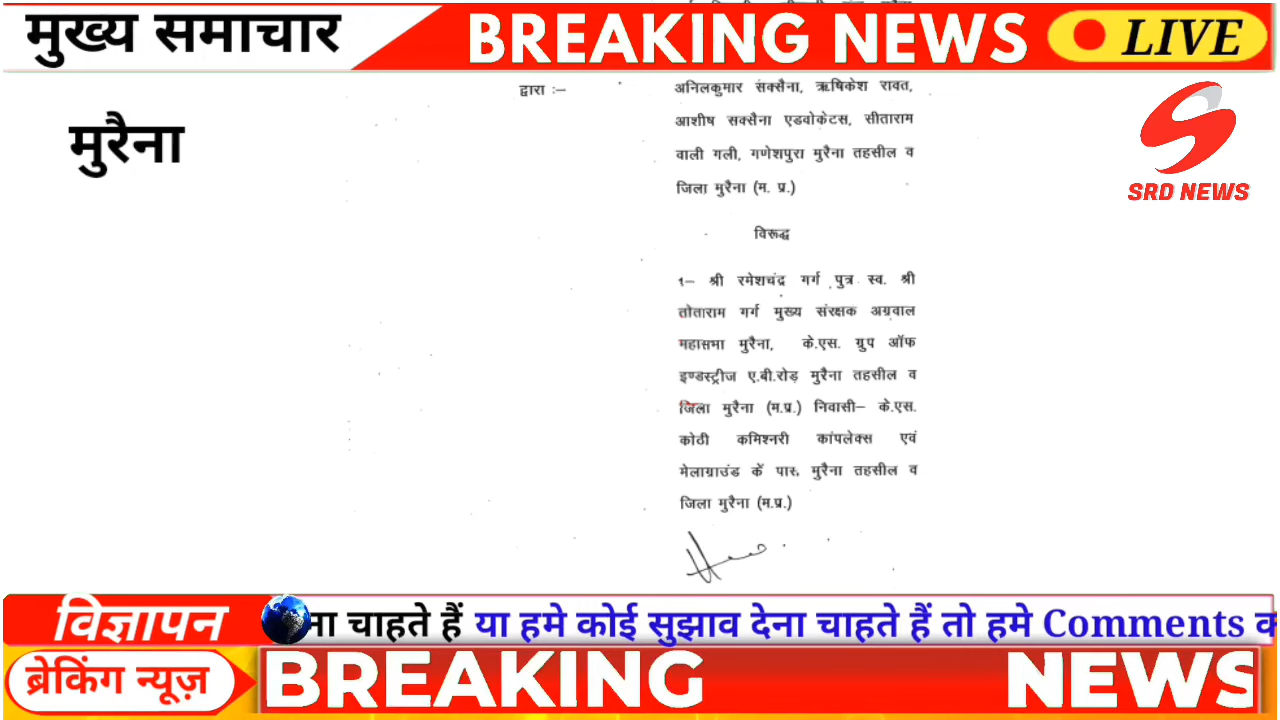 मुख्य समाचार
BREAKING NEWS
LIVE
मुरैना
SRD NEWS
द्वारा :–
अनिलकुमार सक्सैना, ऋषिकेश रावत,
आशीष सक्सैना एडवोकेटस, सीताराम
वाली गली, गणेशपुरा मुरैना तहसील व
जिला मुरैना (म. प्र.)
विरूद्ध
1– श्री रमेशचंद्र गर्ग पुत्र स्व. श्री
तोताराम गर्ग मुख्य संरक्षक अग्रवाल
महासभा मुरैना, के.एस. ग्रुप ऑफ
इण्डस्ट्रीज ए.बी.रोड़ मुरैना तहसील व
जिला मुरैना (म.प्र.) निवासी– के.एस.
कोठी कमिश्नरी कांपलेक्स एवं
मेलाग्राउंड कें पास, मुरैना तहसील व
जिला मुरैना (म.प्र.)
विज्ञापन
चाहते हैं या हमे कोई सुझाव देना चाहते हैं तो हमे Comments
ब्रेकिंग न्यूज़
BREAKING NEWS